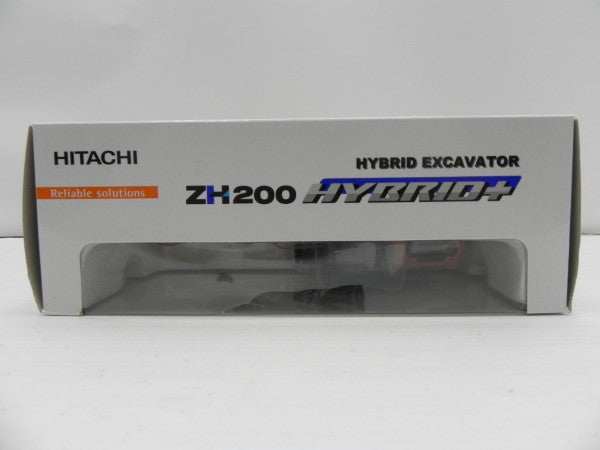 HITACHI
HYBRID EXCAVATOR
Reliable solutions
ZH200 HYBRID+